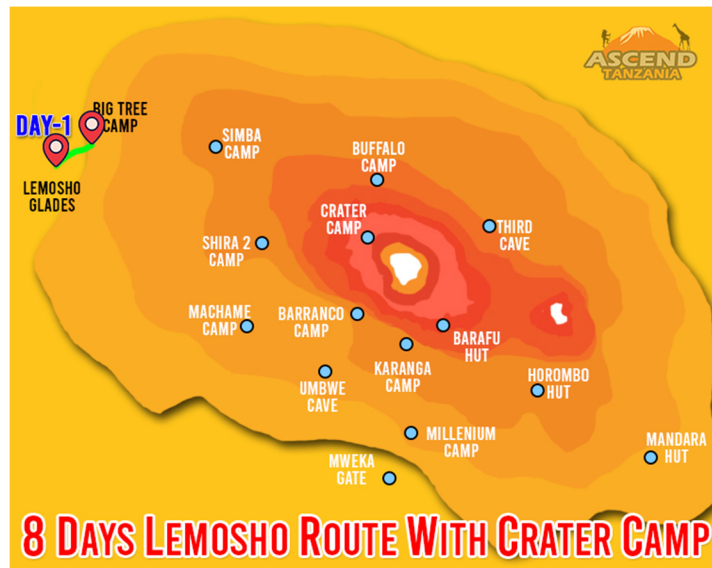 ASCEND
TANZANIA
BIG TREE
CAMP
DAY-1
LEMOSHO
GLADES
SIMBA
CAMP
BUFFALO
CAMP
CRATER
CAMP
THIRD
CAVE
SHIRA 2
CAMP
MACHAME
CAMP
BARRANCO
CAMP
BARAFU
HUT
KARANGA
CAMP
UMBWE
CAVE
HOROMBO
HUT
MILLENIUM
CAMP
MANDARA
HUT
MWEKA
GATE
8 DAYS LEMOSHO ROUTE WITH CRATER CAMP